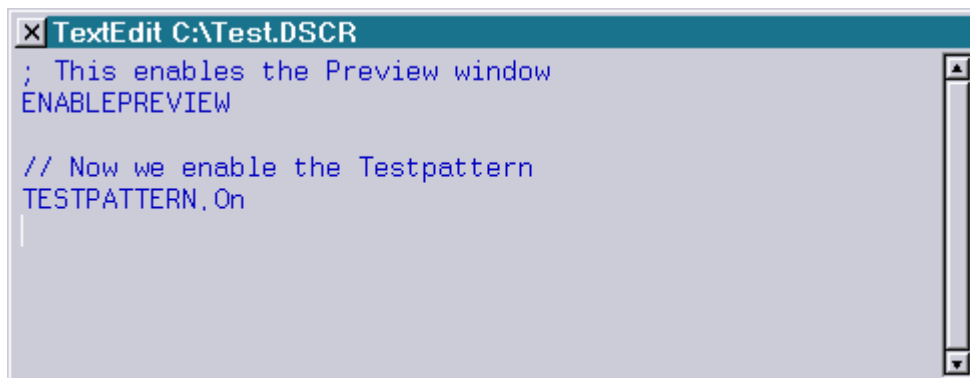 TextEdit C:\Test.DSCR
; This enables the Preview window
ENABLEPREVIEW
// Now we enable the Testpattern
TESTPATTERN,On